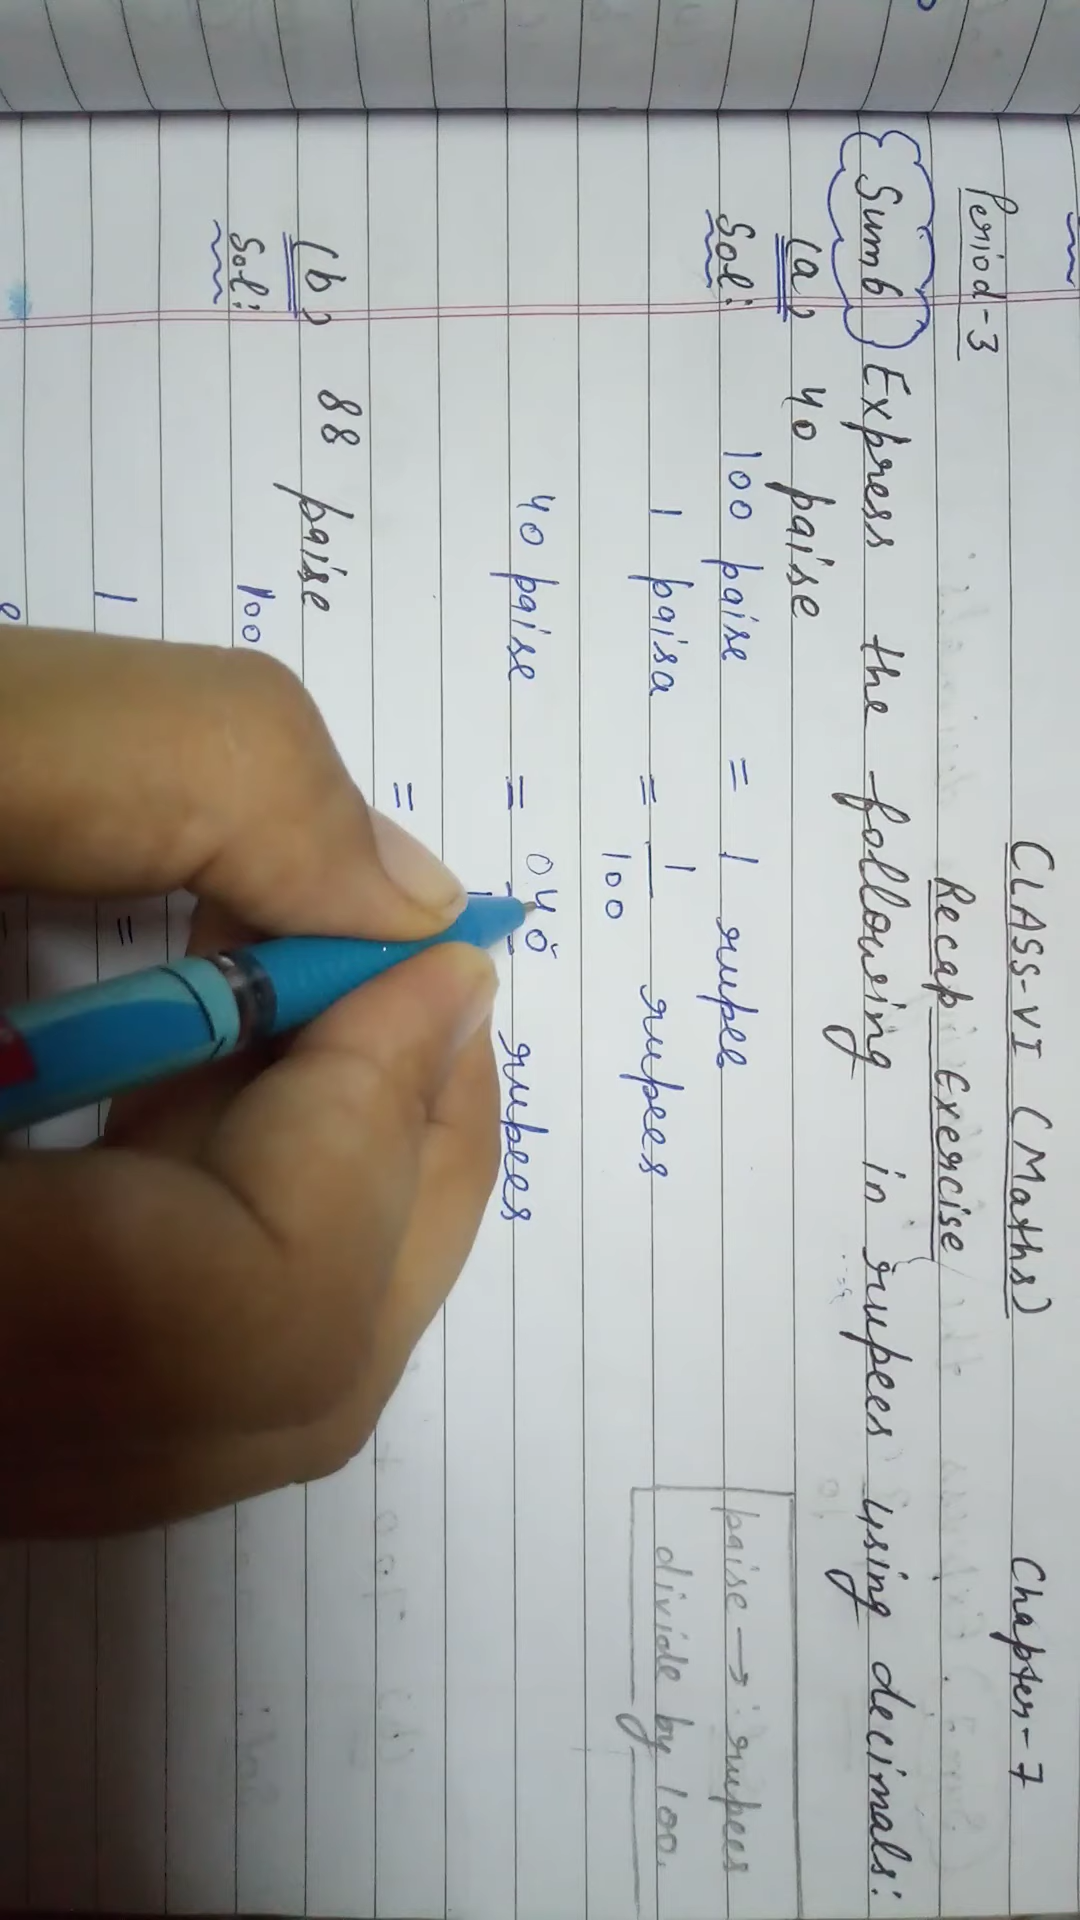 CLASS-VI (Maths) Chapter-7
Recap Exercise
Period-3
Sum6 Express the following in rupees using decimals:
(a) 40 paise
Sol: 100 paise = 1 rupee
paise → rupees
1 paisa = 1/100 rupees
divide by 100.
40 paise = 040 rupees
=
(b) 88 paise
Sol: 100
1 =